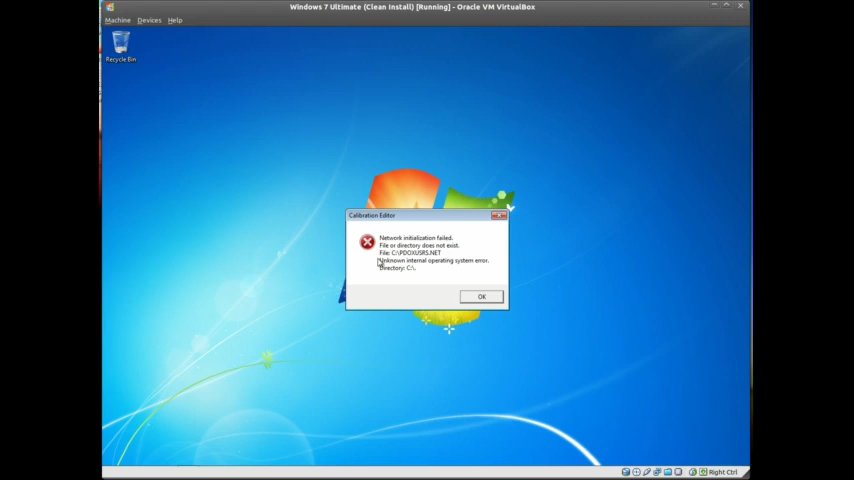 Windows 7 Ultimate (Clean Install) [Running] - Oracle VM VirtualBox
Machine Devices Help
Recycle Bin
Calibration Editor
Network initialization failed.
File or directory does not exist.
File: C:\PDOXUSRS.NET
Unknown internal operating system error.
Directory: C:\.
OK
Right Ctrl